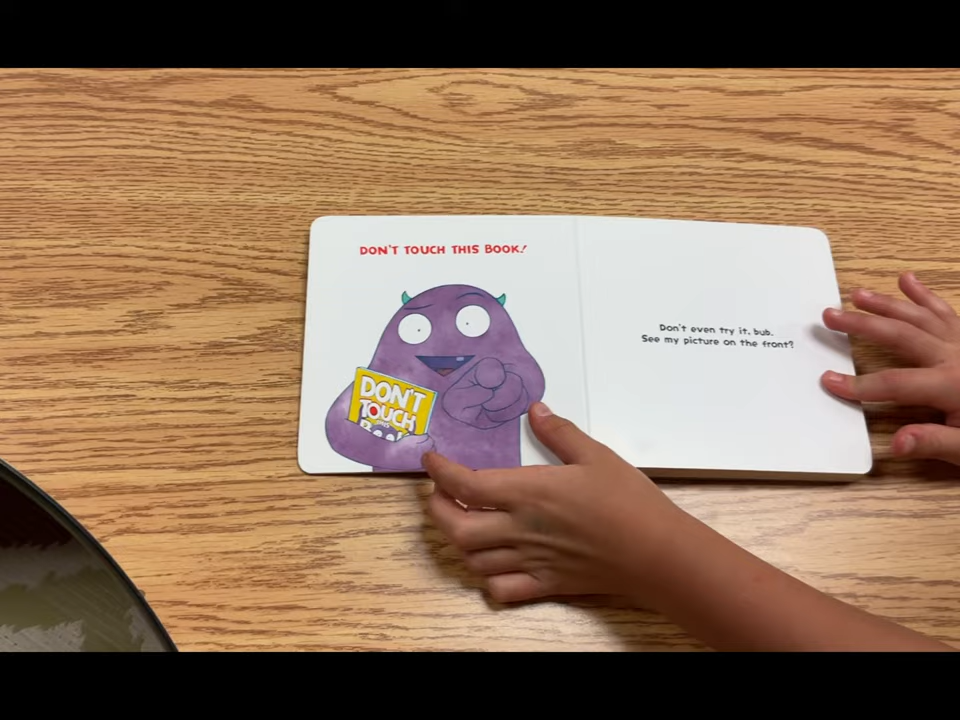 DON'T TOUCH THIS BOOK!
DON'T
TOUCH
Don't even try it, bub.
See my picture on the front?